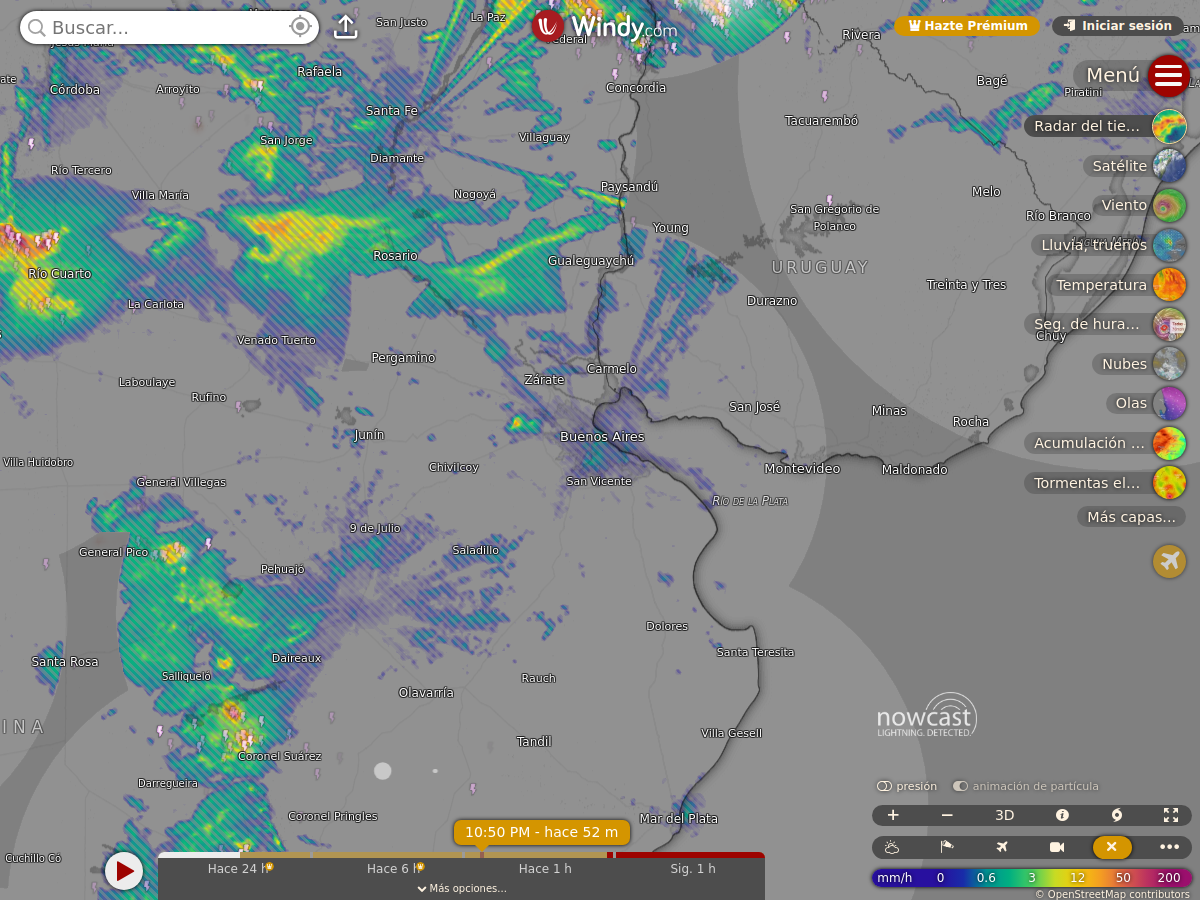 Buscar...
Windy.com
Hazte Prémium
Iniciar sesión
Menú
Radar del tie...
Satélite
Viento
Lluvia, truenos
Temperatura
Seg. de hura...
Nubes
Olas
Acumulación ...
Tormentas el...
Más capas...
San Justo
La Paz
Federal
Rivera
Jesús María
Rafaela
Córdoba
Arroyito
Concordia
Bagé
Piratini
Santa Fe
Tacuarembó
San Jorge
Villaguay
Diamante
Río Tercero
Villa María
Nogoyá
Paysandú
Melo
San Gregorio de
Polanco
Río Branco
Young
Rosario
Gualeguaychú
URUGUAY
Río Cuarto
Treinta y Tres
La Carlota
Durazno
Venado Tuerto
Chuy
Pergamino
Carmelo
Laboulaye
Zárate
Rufino
San José
Minas
Rocha
Junín
Buenos Aires
Villa Huidobro
Chivilcoy
Montevideo
Maldonado
General Villegas
San Vicente
Río de la Plata
9 de Julio
General Pico
Saladillo
Pehuajó
Dolores
Santa Rosa
Daireaux
Santa Teresita
Salliqueló
Rauch
Olavarría
INA
Tandil
Villa Gesell
Coronel Suárez
Darregueira
Coronel Pringles
Mar del Plata
Cuchillo Có
nowcast
LIGHTNING. DETECTED.
presión
animación de partícula
+
−
3D
10:50 PM - hace 52 m
Hace 24 h
Hace 6 h
Hace 1 h
Sig. 1 h
Más opciones...
mm/h 0 0.6 3 12 50 200
© OpenStreetMap contributors